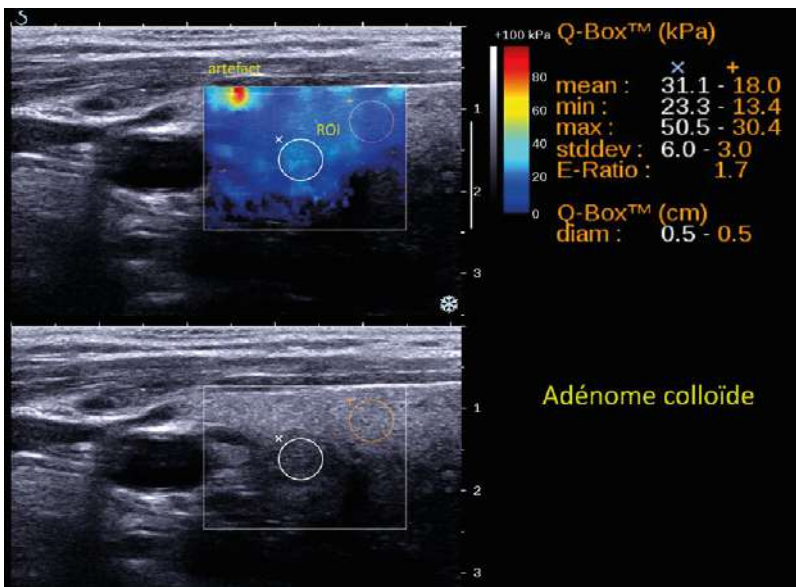 S
artefact
ROI
×
+
1
2
3
+100 kPa
80
60
40
20
0
Q-Box™ (kPa)
× +
mean : 31.1 - 18.0
min : 23.3 - 13.4
max : 50.5 - 30.4
stddev : 6.0 - 3.0
E-Ratio : 1.7
Q-Box™ (cm)
diam : 0.5 - 0.5
×
+
1
2
3
Adénome colloïde